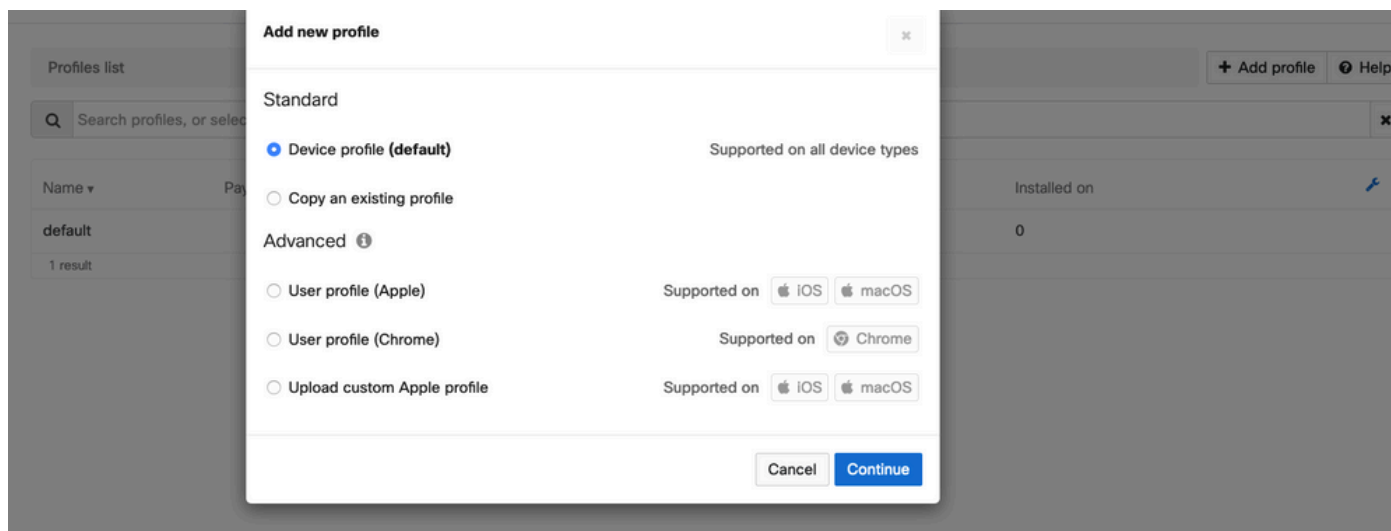 Add new profile
Profiles list
+ Add profile
Help
Search profiles, or selec
Standard
Device profile (default) Supported on all device types
Copy an existing profile
Name Pay Installed on
default 0
1 result
Advanced
User profile (Apple) Supported on iOS macOS
User profile (Chrome) Supported on Chrome
Upload custom Apple profile Supported on iOS macOS
Cancel Continue